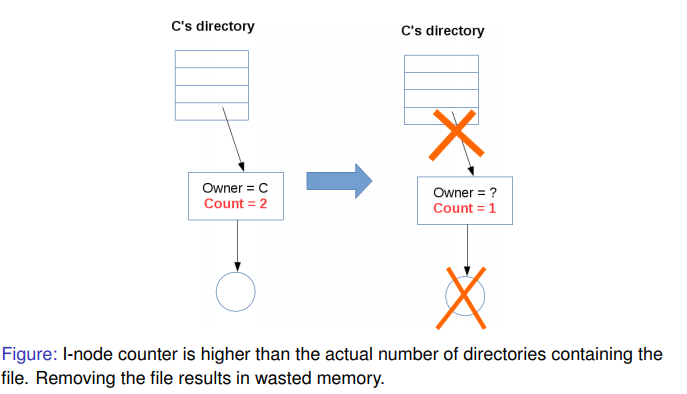 C's directory
C's directory
Owner = C
Count = 2
Owner = ?
Count = 1
Figure: I-node counter is higher than the actual number of directories containing the
file. Removing the file results in wasted memory.